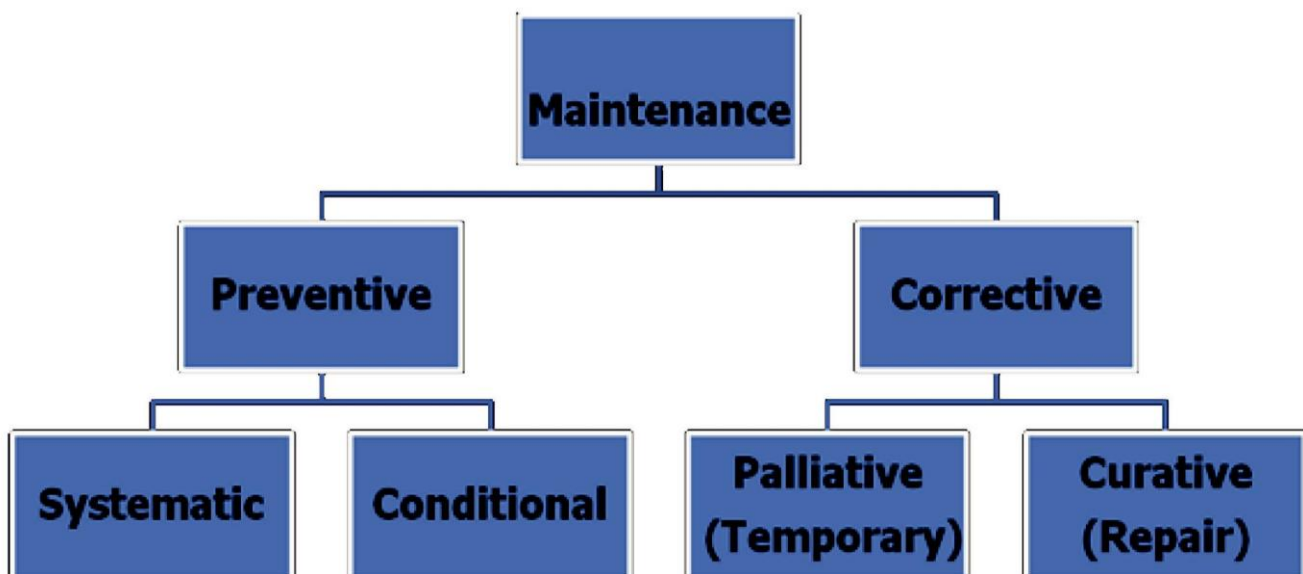 Maintenance
Preventive
Corrective
Systematic
Conditional
Palliative
(Temporary)
Curative
(Repair)